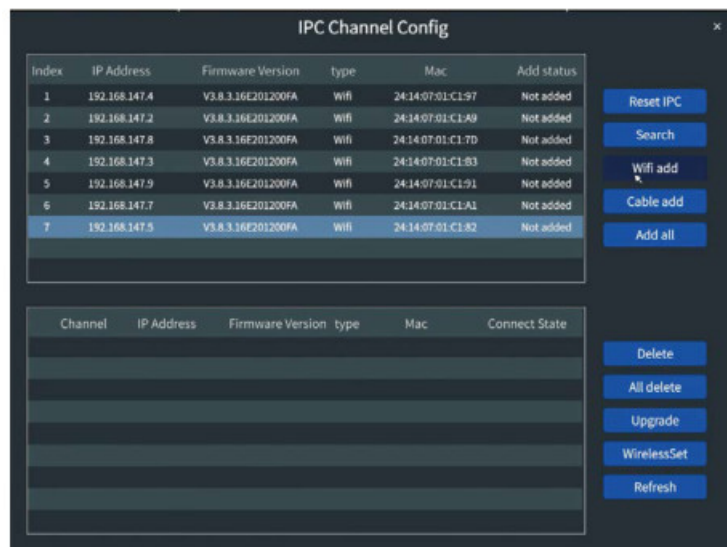 IPC Channel Config ×
Index IP Address Firmware Version type Mac Add status
1 192.168.147.4 V3.8.3.16E201200FA Wifi 24:14:07:01:C1:97 Not added
2 192.168.147.2 V3.8.3.16E201200FA Wifi 24:14:07:01:C1:A9 Not added
3 192.168.147.8 V3.8.3.16E201200FA Wifi 24:14:07:01:C1:7D Not added
4 192.168.147.3 V3.8.3.16E201200FA Wifi 24:14:07:01:C1:B3 Not added
5 192.168.147.9 V3.8.3.16E201200FA Wifi 24:14:07:01:C1:91 Not added
6 192.168.147.7 V3.8.3.16E201200FA Wifi 24:14:07:01:C1:A1 Not added
7 192.168.147.5 V3.8.3.16E201200FA Wifi 24:14:07:01:C1:82 Not added
Reset IPC
Search
Wifi add
Cable add
Add all
Channel IP Address Firmware Version type Mac Connect State
Delete
All delete
Upgrade
WirelessSet
Refresh